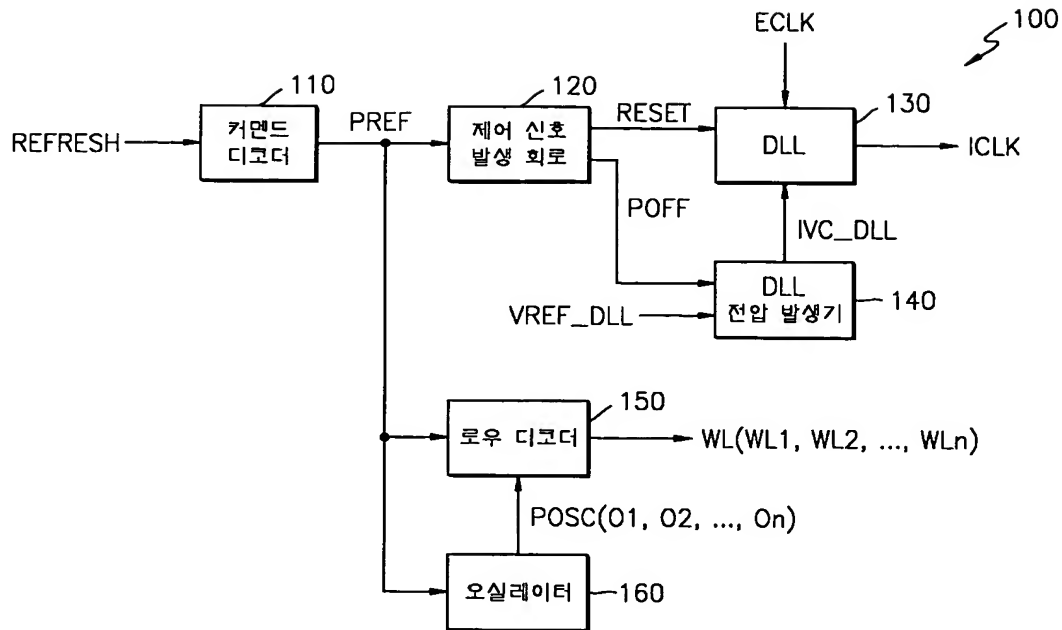 100
ECLK
110
120
130
REFRESH
커멘드
디코더
PREF
제어 신호
발생 회로
RESET
DLL
ICLK
POFF
IVC_DLL
VREF_DLL
DLL
전압 발생기
140
150
로우 디코더
WL(WL1, WL2, ..., WLn)
POSC(O1, O2, ..., On)
오실레이터
160